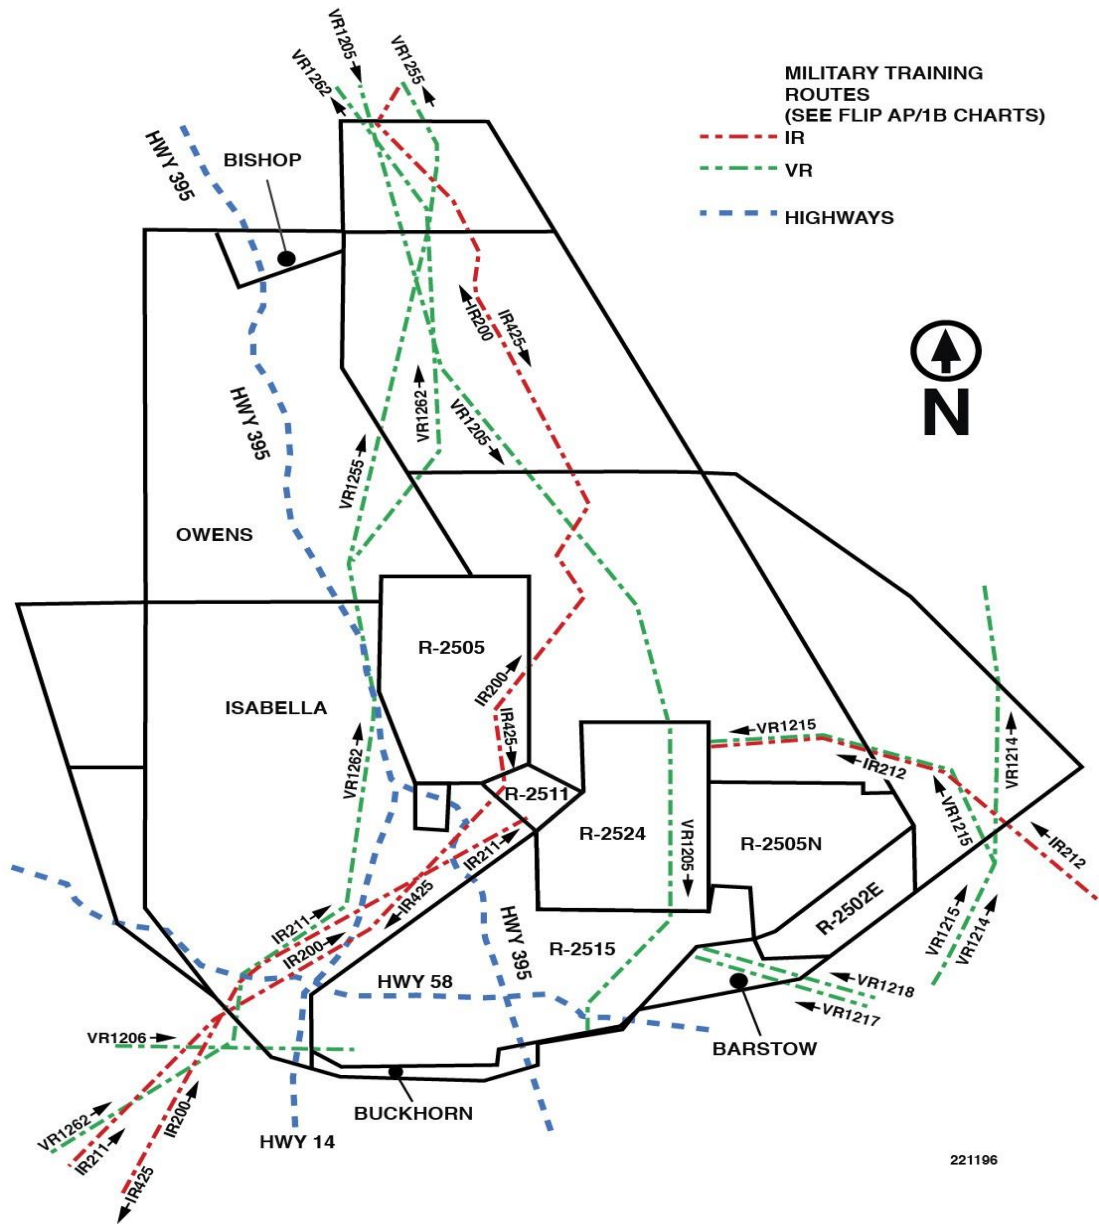 VR1205
VR1262
VR1255
MILITARY TRAINING
ROUTES
(SEE FLIP AP/1B CHARTS)
IR
VR
HIGHWAYS
HWY 395
BISHOP
IR200
IR425
N
HWY 395
VR1262
VR1205
VR1255
OWENS
R-2505
ISABELLA
IR200
IR425
VR1215
VR1214
IR212
VR1262
R-2511
R-2524
VR1205
R-2505N
VR1215
IR212
IR211
IR425
R-2502E
IR211
IR200
HWY 395
R-2515
VR1215
VR1214
HWY 58
VR1218
VR1217
VR1206
BARSTOW
BUCKHORN
VR1262
IR211
IR200
IR425
HWY 14
221196